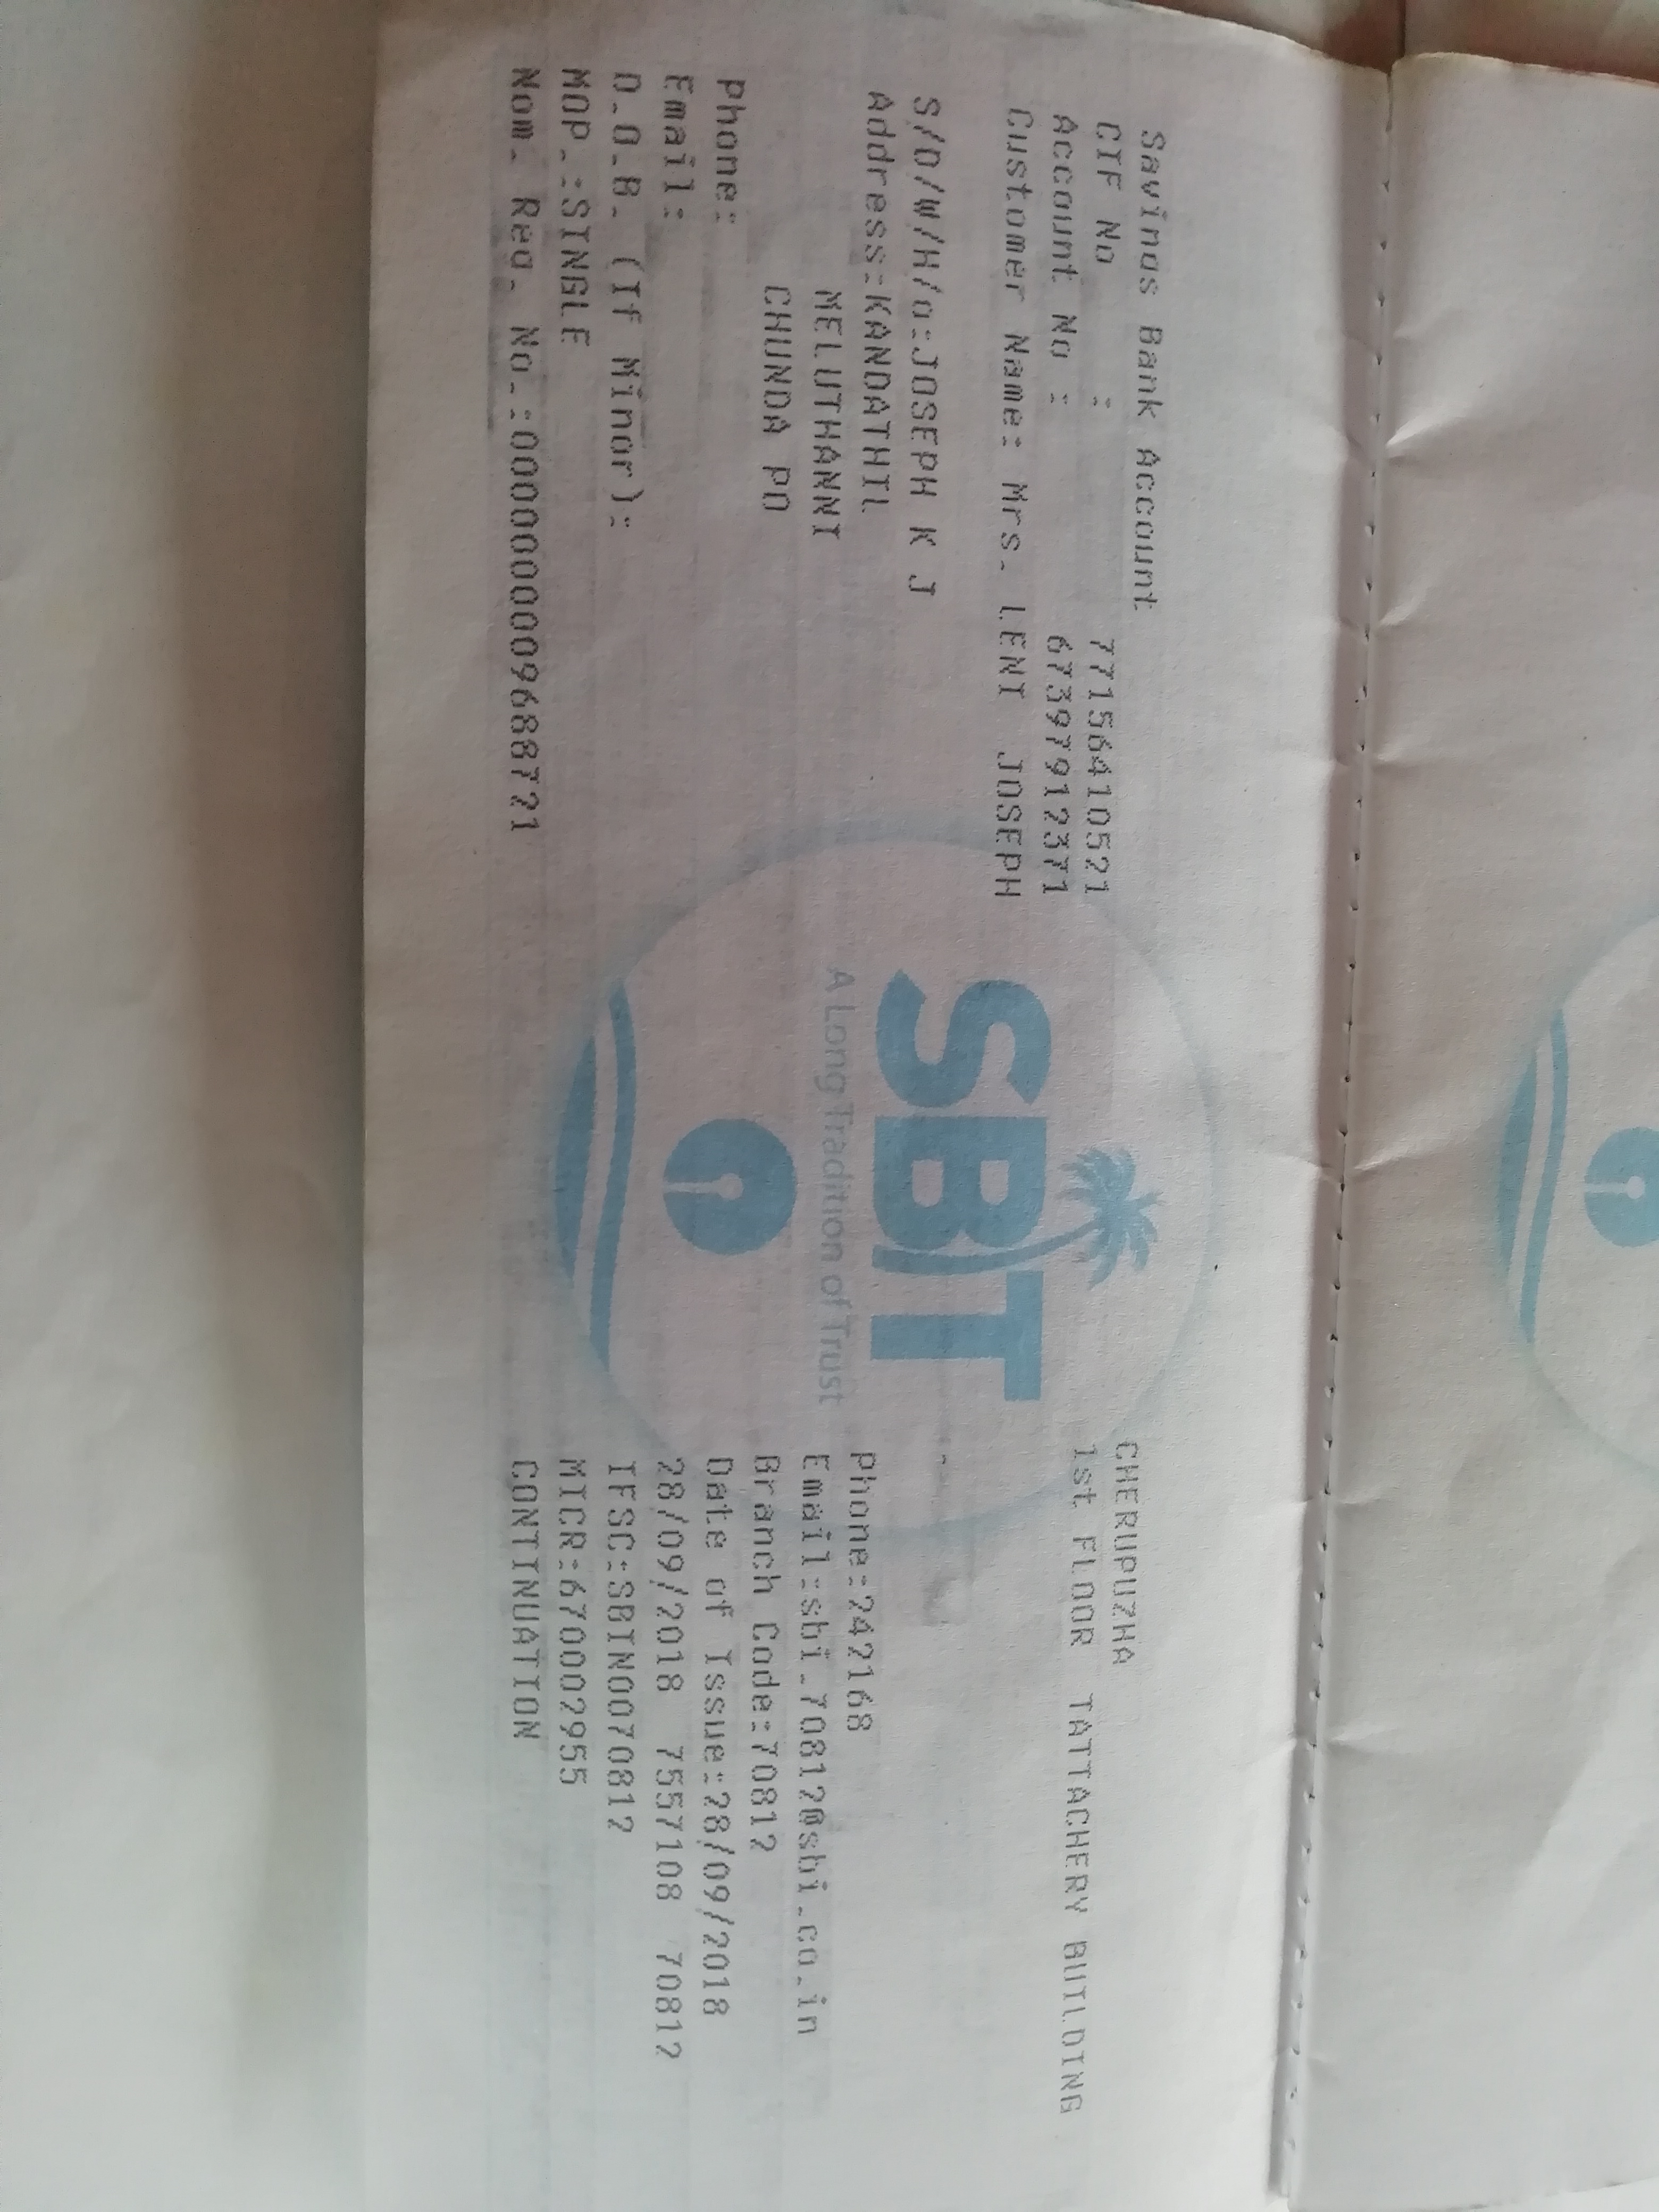 Savings Bank Account
CIF No : 77156410521
Account No : 67397912371
Customer Name: Mrs. LENI JOSEPH
S/D/W/H/o:JOSEPH K J
Address:KANDATHIL
MELUTHANNI
CHUNDA PO
Phone:
Email:
D.O.B. (If Minor):
MOP.:SINGLE
Nom. Reg. No.:0000000009688721
SBT
A Long Tradition of Trust
CHERUPUZHA
1st FLOOR TATTACHERY BUILDING
-
Phone:242168
Email:sbi.70812@sbi.co.in
Branch Code:70812
Date of Issue:28/09/2018
28/09/2018 7557108 70812
IFSC:SBIN0070812
MICR:670002955
CONTINUATION